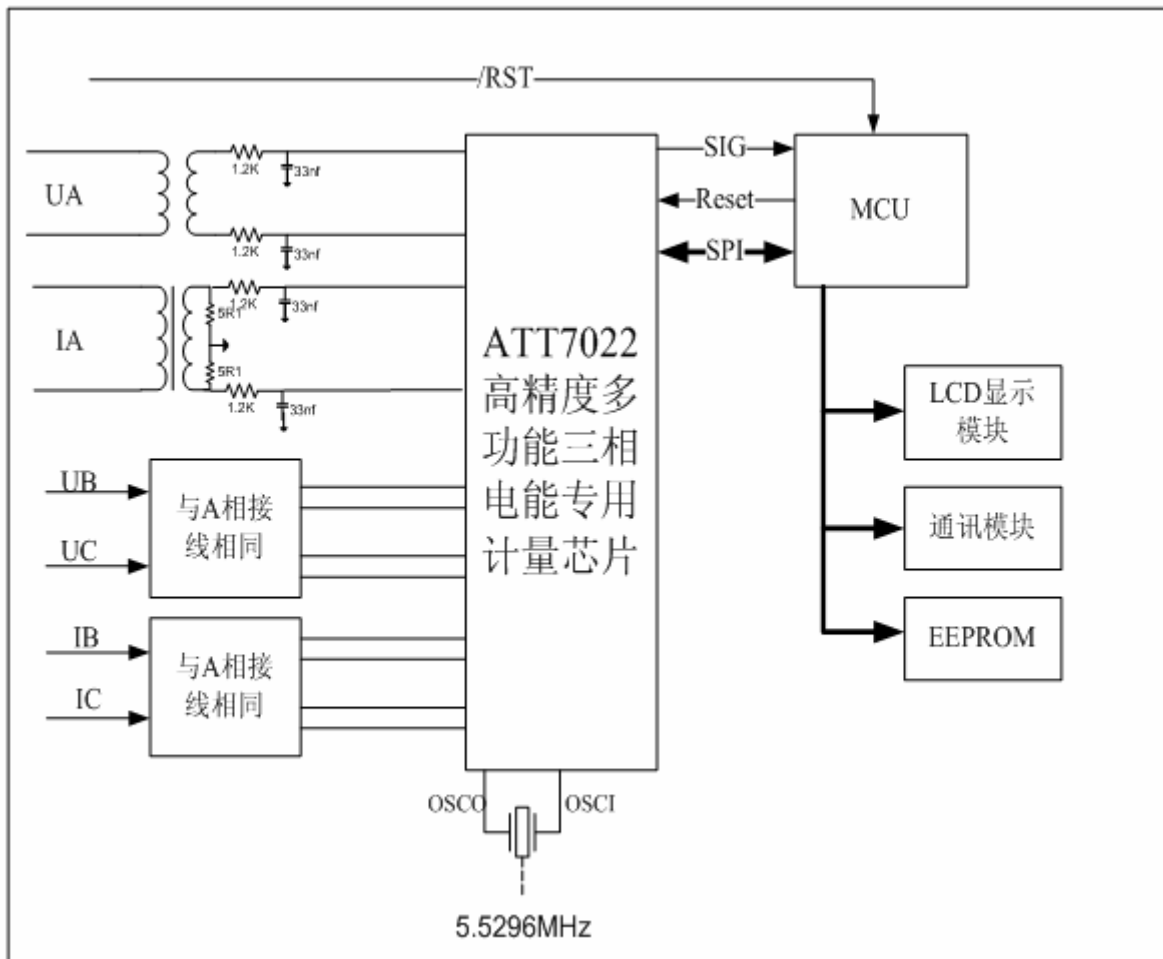 /RST
UA
1.2K
33nf
1.2K
33nf
IA
1.2K
33nf
5R1
5R1
1.2K
33nf
UB
UC
与A相接
线相同
IB
IC
与A相接
线相同
ATT7022
高精度多
功能三相
电能专用
计量芯片
SIG
Reset
SPI
MCU
LCD显示
模块
通讯模块
EEPROM
OSCO
OSCI
5.5296MHz